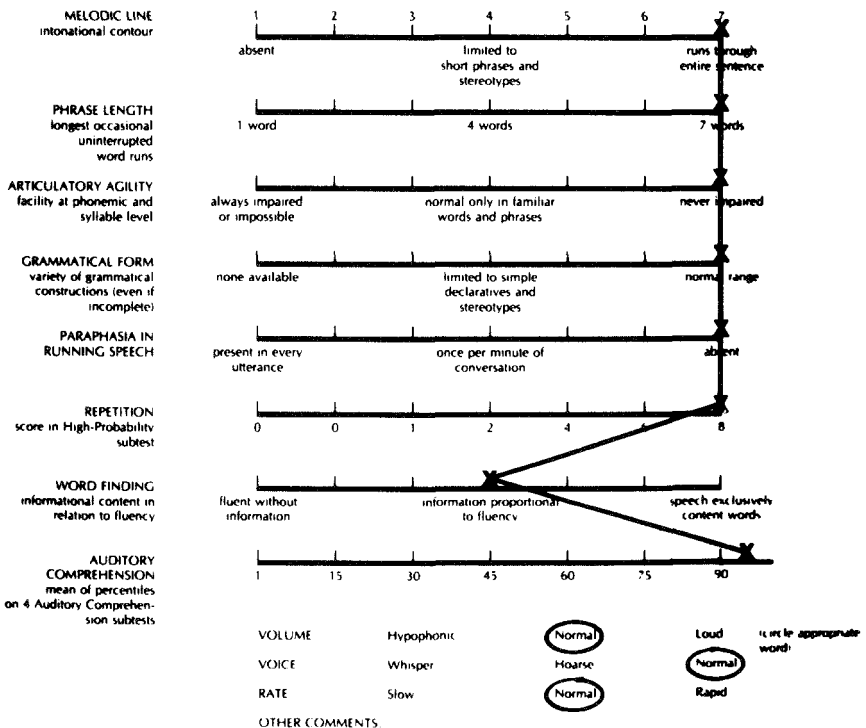 MELODIC LINE
intonational contour
1 2 3 4 5 6 7
absent
limited to
short phrases and
stereotypes
runs through
entire sentence
PHRASE LENGTH
longest occasional
uninterrupted
word runs
1 word
4 words
7 words
ARTICULATORY AGILITY
facility at phonemic and
syllable level
always impaired
or impossible
normal only in familiar
words and phrases
never impaired
GRAMMATICAL FORM
variety of grammatical
constructions (even if
incomplete)
none available
limited to simple
declaratives and
stereotypes
normal range
PARAPHASIA IN
RUNNING SPEECH
present in every
utterance
once per minute of
conversation
absent
REPETITION
score in High-Probability
subtest
0 0 1 2 4 6 8
WORD FINDING
informational content in
relation to fluency
fluent without
information
information proportional
to fluency
speech exclusively
content words
AUDITORY
COMPREHENSION
mean of percentiles
on 4 Auditory Comprehen-
sion subtests
1 15 30 45 60 75 90
VOLUME Hypophonic Normal Loud (circle appropriate
word)
VOICE Whisper Hoarse Normal
RATE Slow Normal Rapid
OTHER COMMENTS